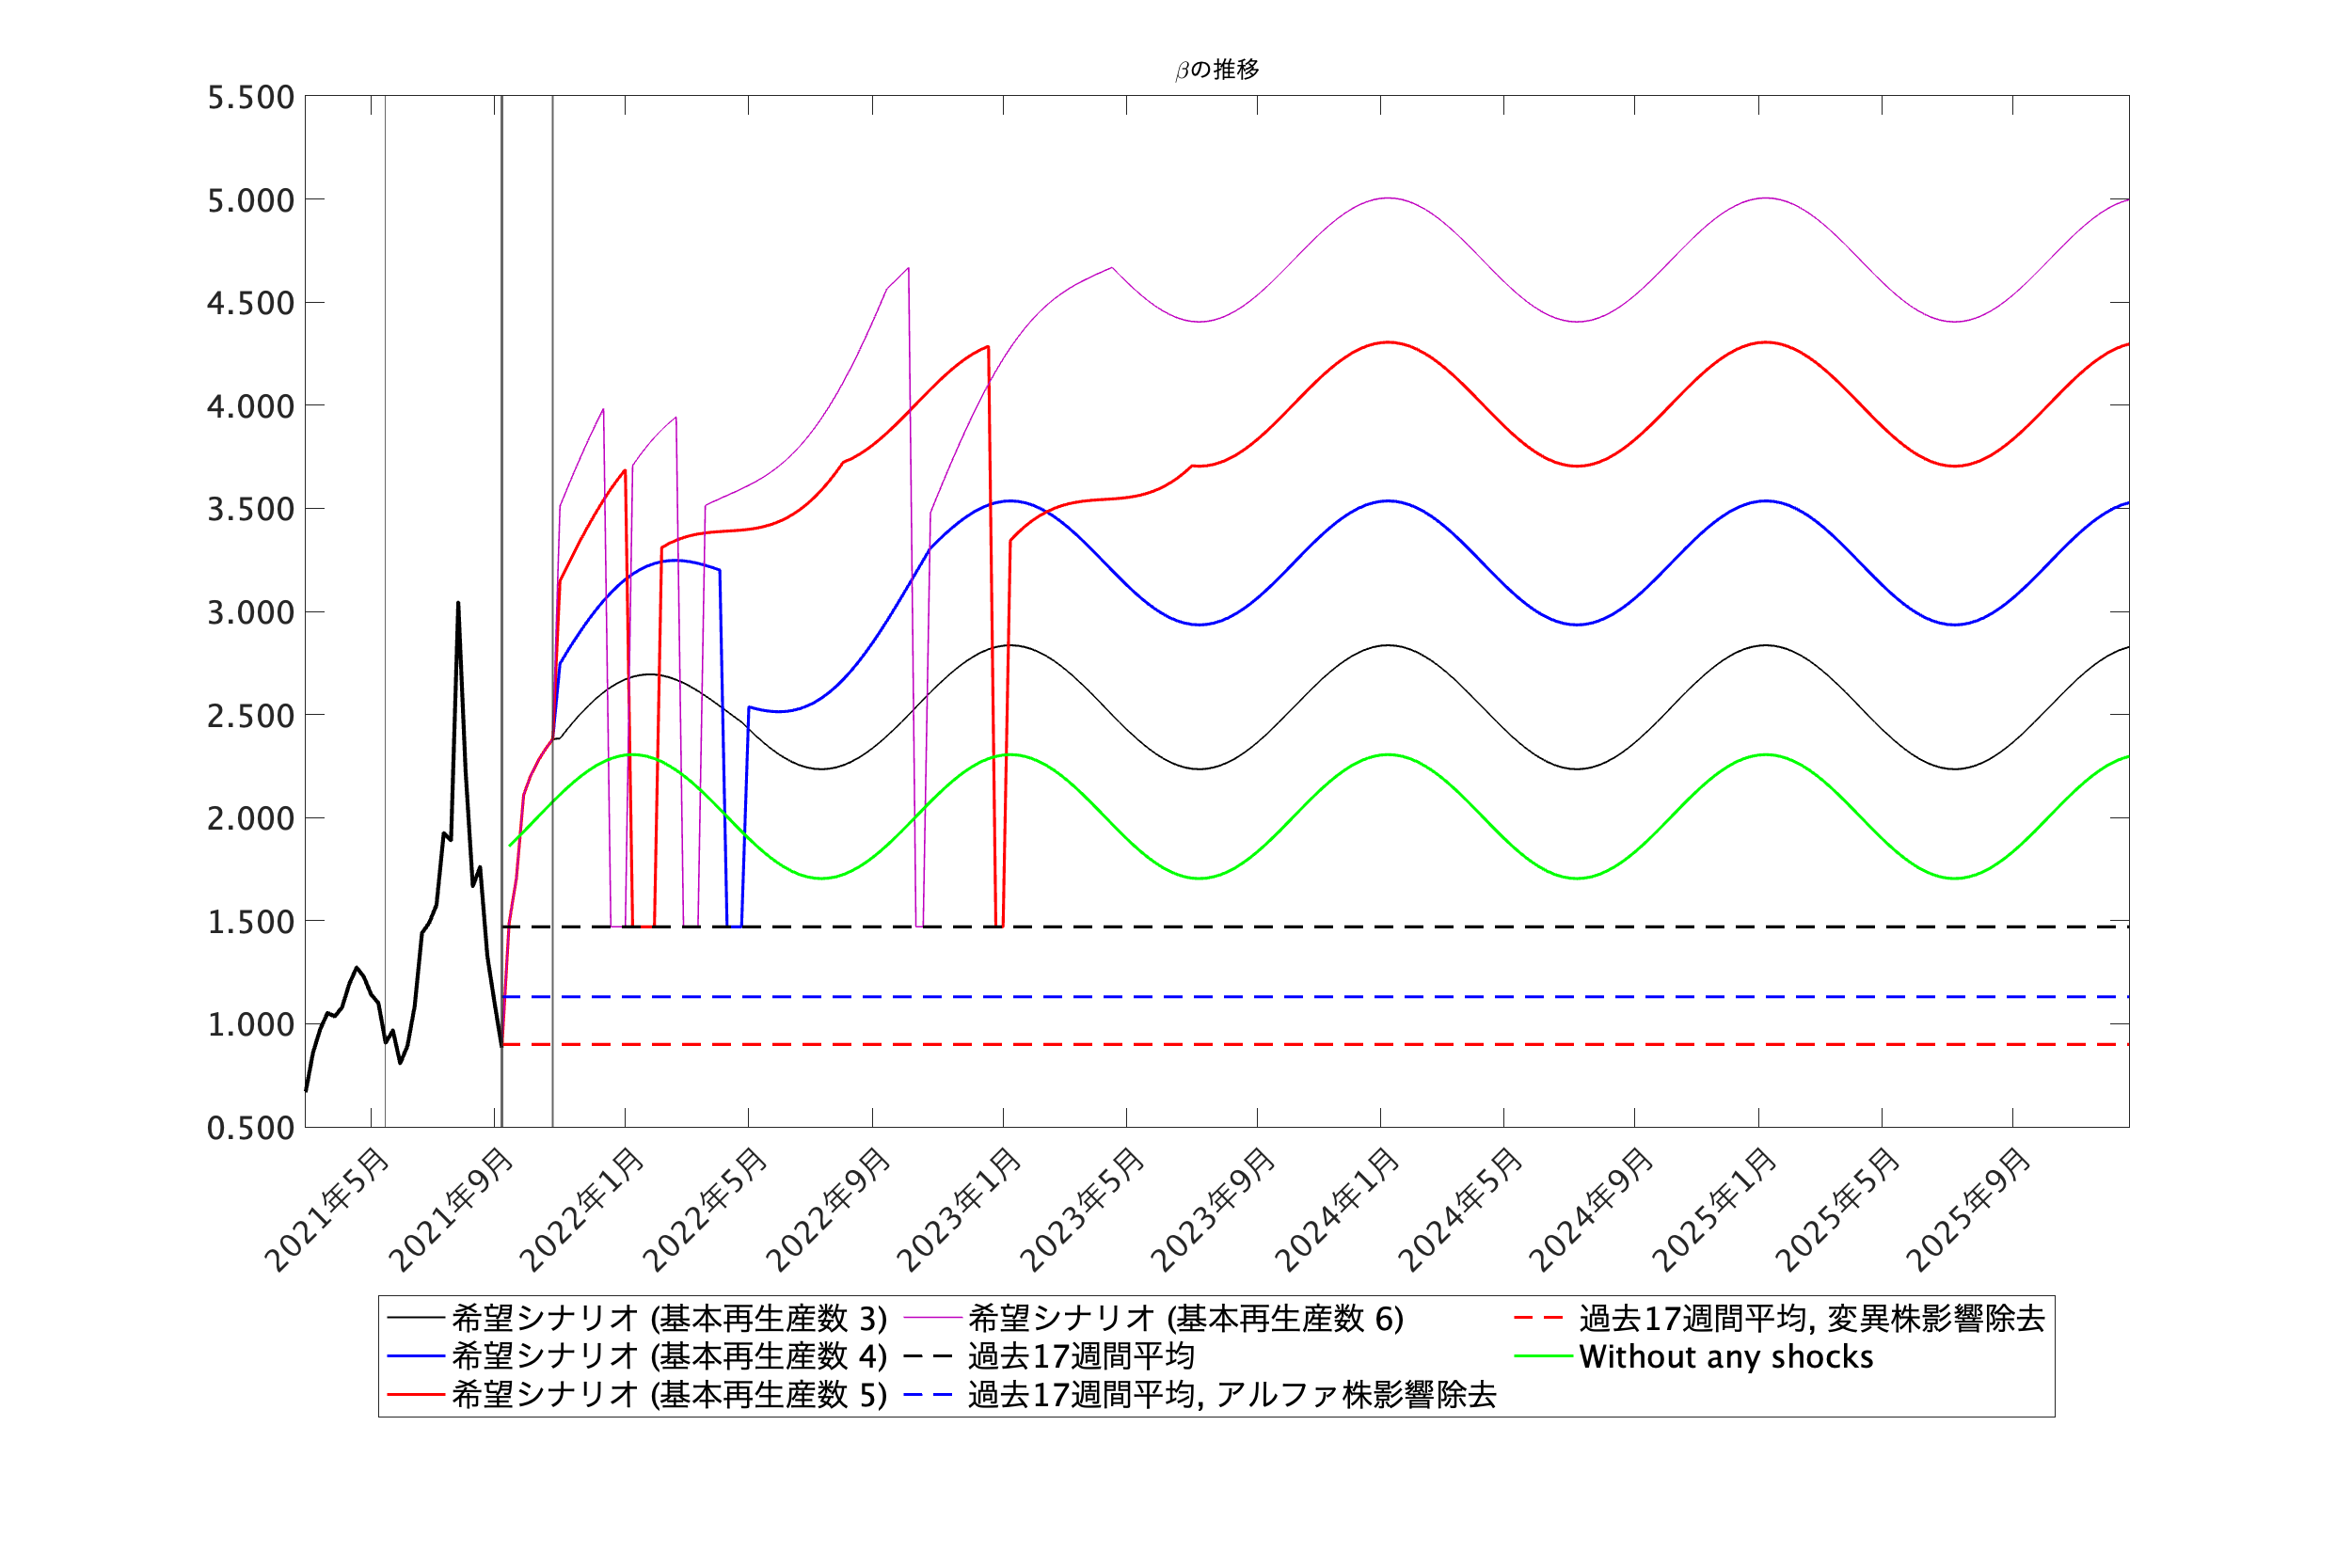 βの推移
5.500
5.000
4.500
4.000
3.500
3.000
2.500
2.000
1.500
1.000
0.500
2021年5月
2021年9月
2022年1月
2022年5月
2022年9月
2023年1月
2023年5月
2023年9月
2024年1月
2024年5月
2024年9月
2025年1月
2025年5月
2025年9月
希望シナリオ (基本再生産数 3)
希望シナリオ (基本再生産数 4)
希望シナリオ (基本再生産数 5)
希望シナリオ (基本再生産数 6)
過去17週間平均
過去17週間平均, アルファ株影響除去
過去17週間平均, 変異株影響除去
Without any shocks